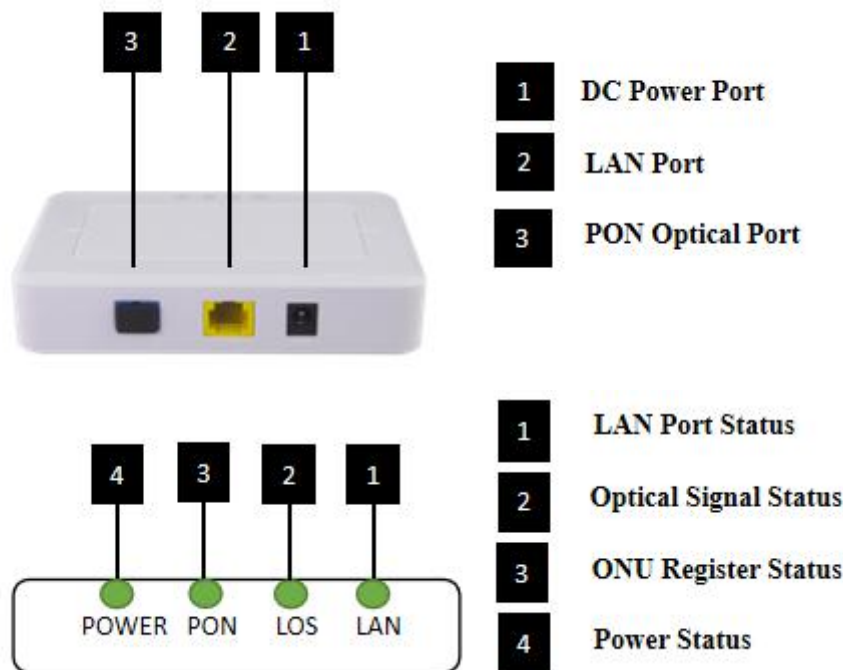 3 2 1
1 DC Power Port
2 LAN Port
3 PON Optical Port
4 3 2 1
POWER PON LOS LAN
1 LAN Port Status
2 Optical Signal Status
3 ONU Register Status
4 Power Status